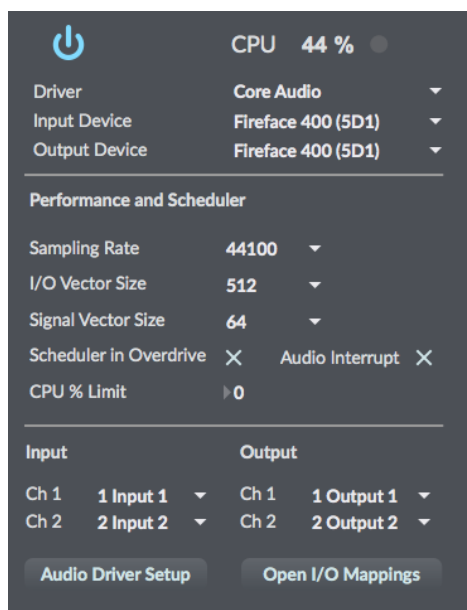 CPU 44 %
Driver Core Audio
Input Device Fireface 400 (5D1)
Output Device Fireface 400 (5D1)
Performance and Scheduler
Sampling Rate 44100
I/O Vector Size 512
Signal Vector Size 64
Scheduler in Overdrive Audio Interrupt
CPU % Limit 0
Input Output
Ch 1 1 Input 1 Ch 1 1 Output 1
Ch 2 2 Input 2 Ch 2 2 Output 2
Audio Driver Setup Open I/O Mappings